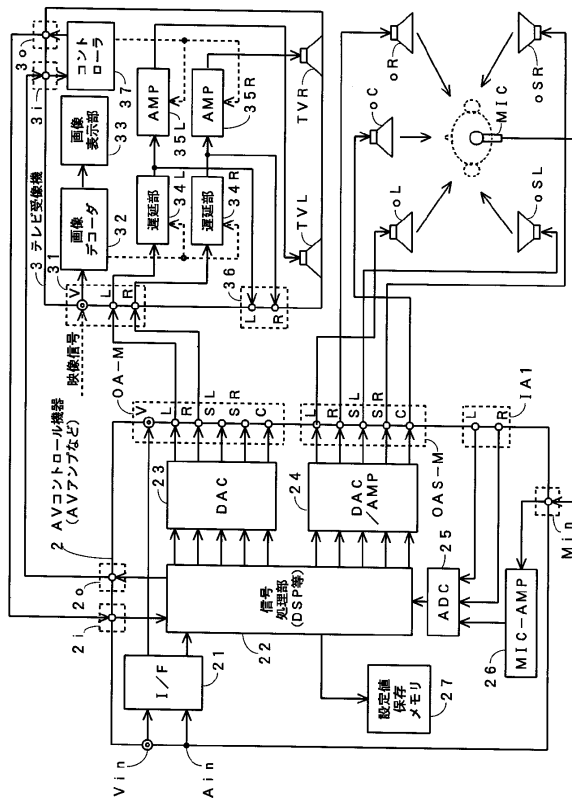 Vin
Ain
I/F
21
2i
2o
2 AVコントロール機器
(AVアンプなど)
信号
処理部
(DSP等)
22
設定値
保存
メモリ
27
DAC
23
DAC
/AMP
24
ADC
25
MIC-AMP
26
Min
OA-M
V
L
R
SL
SR
C
L
R
SL
SR
C
OAS-M
L
R
IA1
映像信号
3 テレビ受像機
31
V
L
R
画像
デコーダ
32
画像
表示部
33
コント
ローラ
37
3i
3o
遅延部
34L
遅延部
34R
AMP
35L
AMP
35R
36
L
R
TVL
TVR
oL
oC
oR
oSL
oSR
MIC